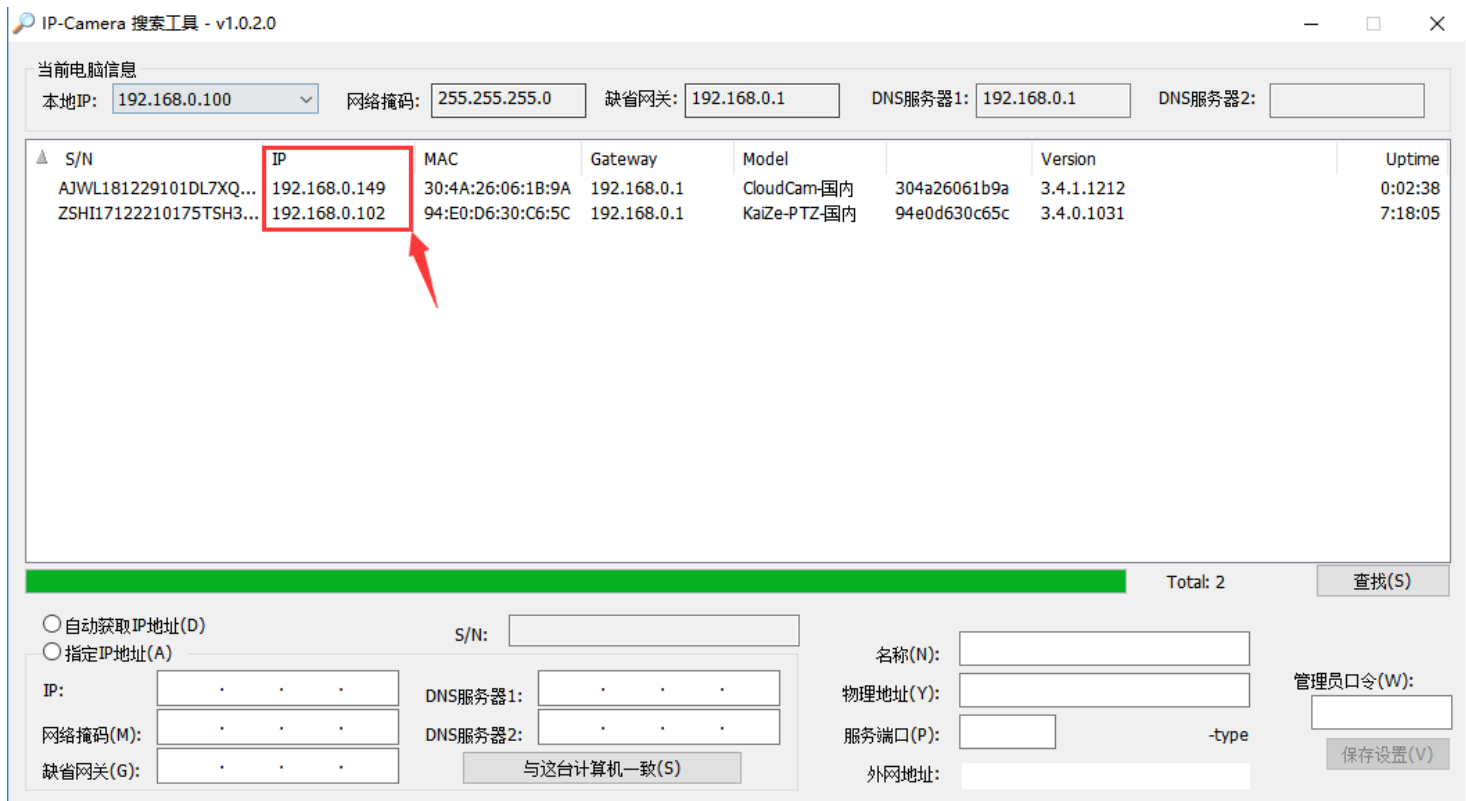 IP-Camera 搜索工具 - v1.0.2.0
当前电脑信息
本地IP: 192.168.0.100 网络掩码: 255.255.255.0 缺省网关: 192.168.0.1 DNS服务器1: 192.168.0.1 DNS服务器2:
S/N IP MAC Gateway Model Version Uptime
AJWL181229101DL7XQ... 192.168.0.149 30:4A:26:06:1B:9A 192.168.0.1 CloudCam-国内 304a26061b9a 3.4.1.1212 0:02:38
ZSHI17122210175TSH3... 192.168.0.102 94:E0:D6:30:C6:5C 192.168.0.1 KaiZe-PTZ-国内 94e0d630c65c 3.4.0.1031 7:18:05
Total: 2 查找(S)
自动获取IP地址(D)
S/N:
指定IP地址(A)
名称(N):
IP: . . . DNS服务器1: . . . 物理地址(Y): 管理员口令(W):
网络掩码(M): . . . DNS服务器2: . . . 服务端口(P): -type
缺省网关(G): . . . 与这台计算机一致(S) 外网地址: 保存设置(V)